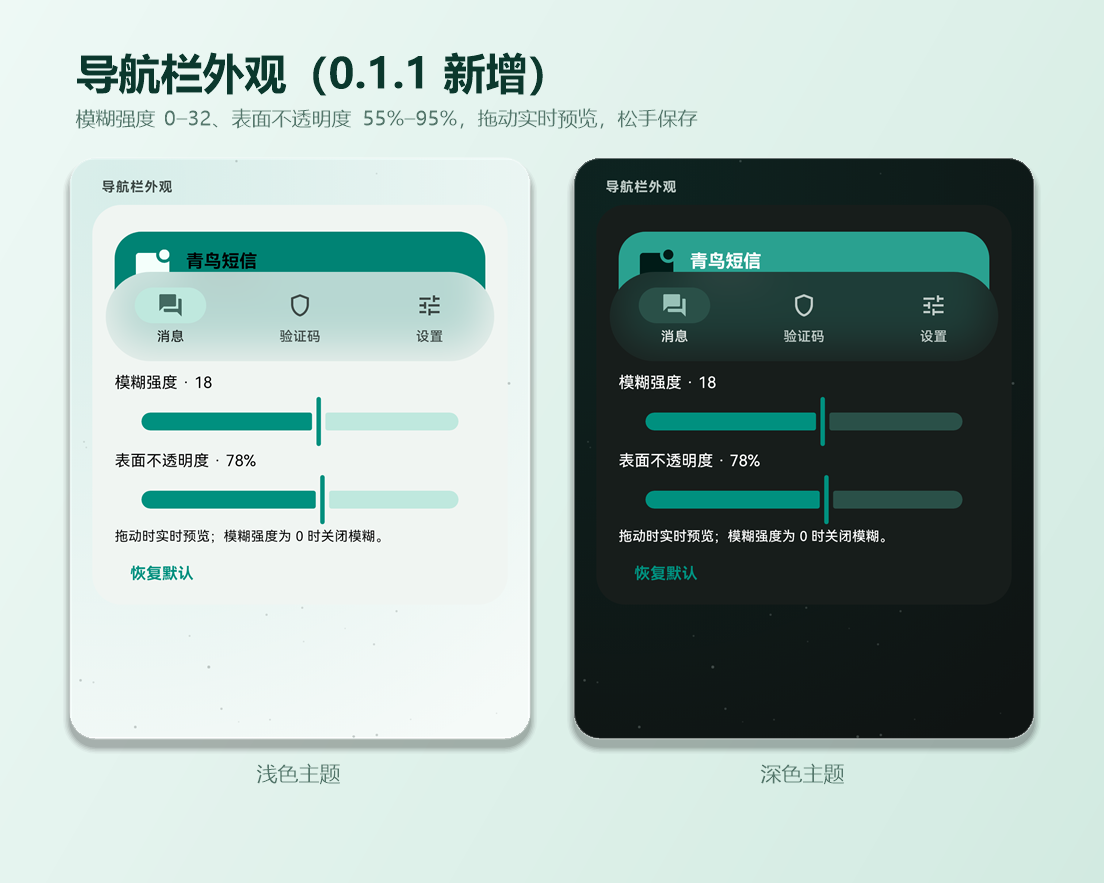 导航栏外观（0.1.1 新增）
模糊强度 0–32、表面不透明度 55%–95%，拖动实时预览，松手保存
导航栏外观
青鸟短信
消息 验证码 设置
模糊强度 · 18
表面不透明度 · 78%
拖动时实时预览；模糊强度为 0 时关闭模糊。
恢复默认
浅色主题
导航栏外观
青鸟短信
消息 验证码 设置
模糊强度 · 18
表面不透明度 · 78%
拖动时实时预览；模糊强度为 0 时关闭模糊。
恢复默认
深色主题